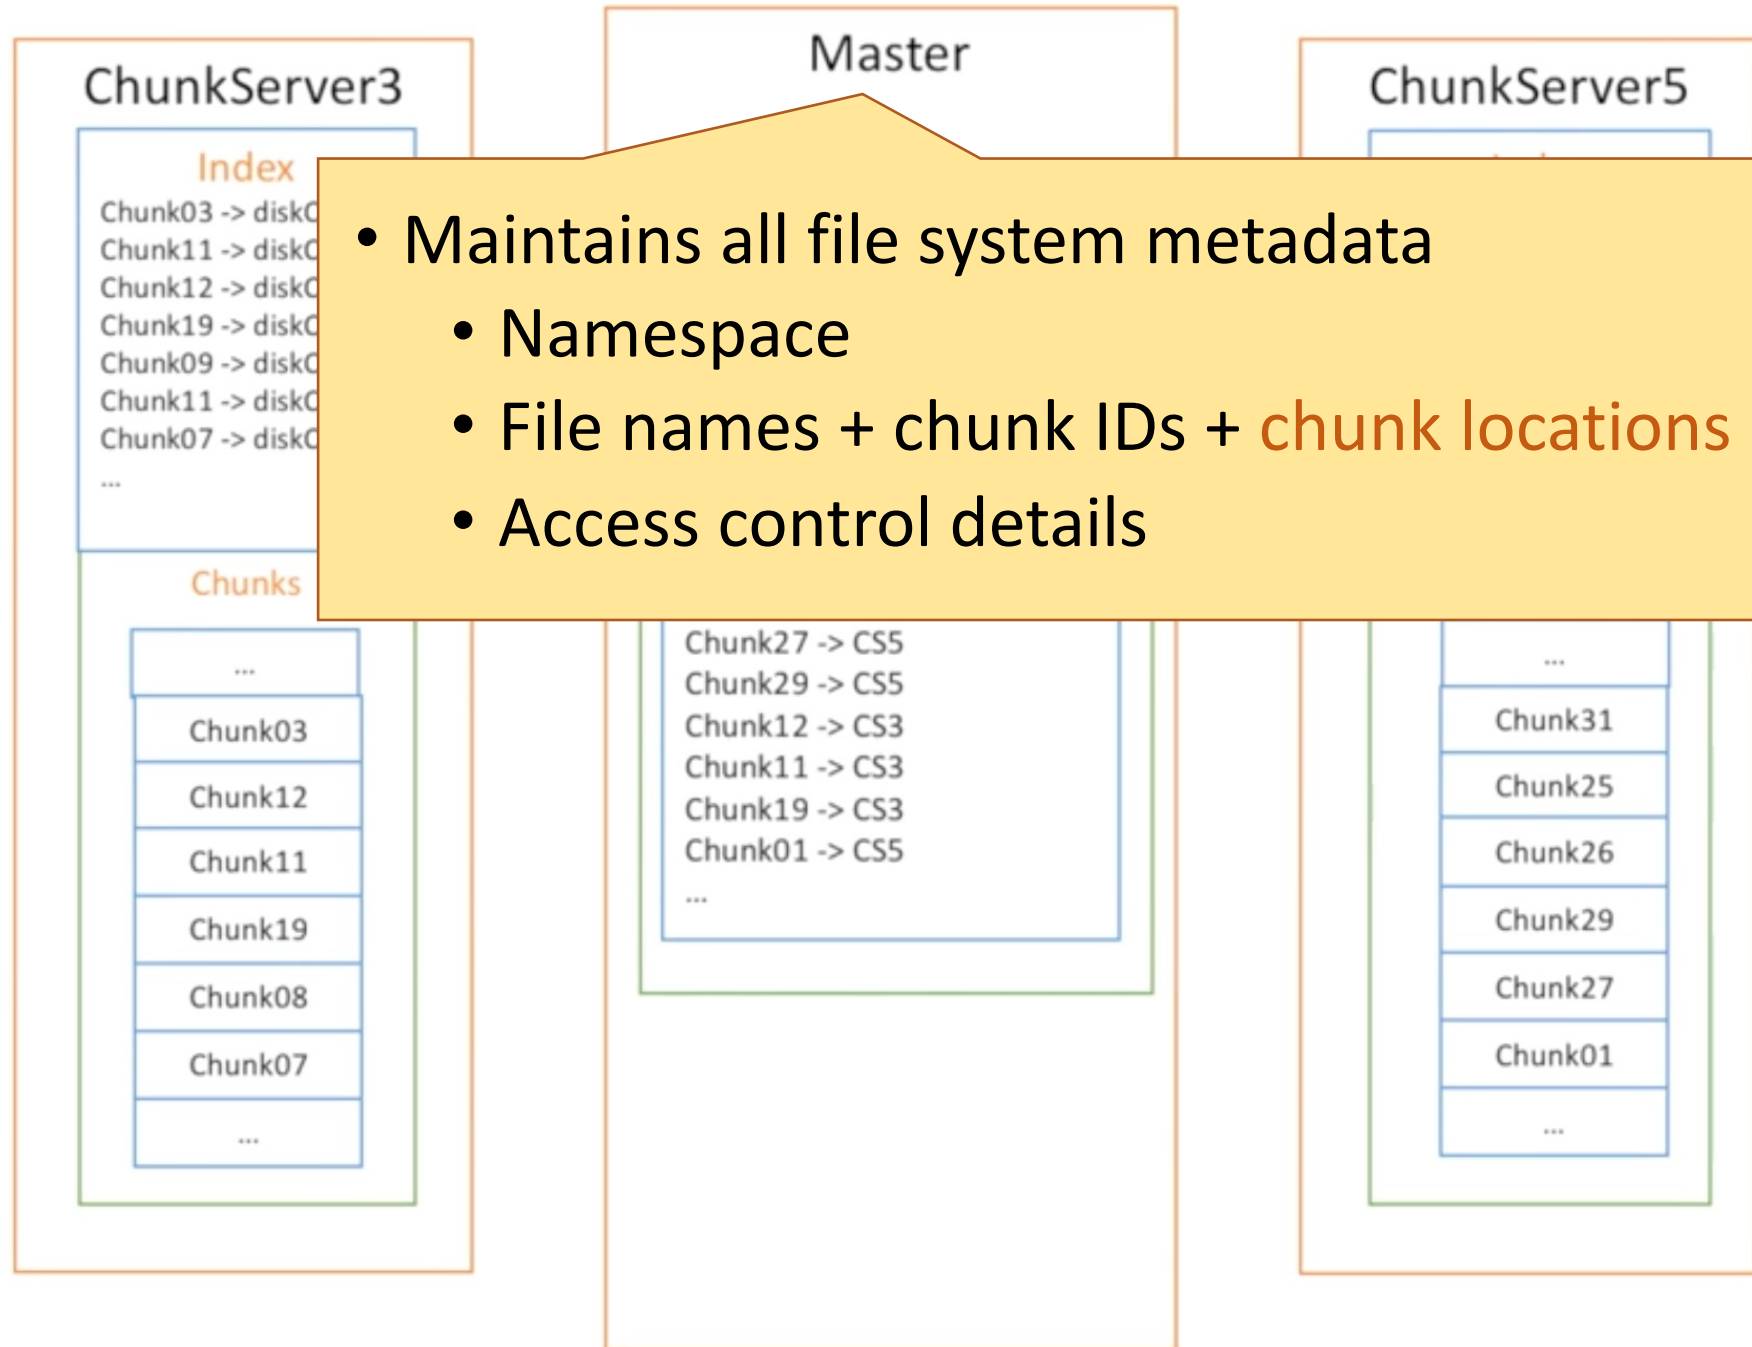 ChunkServer3
Index
Chunk03 -> disk
Chunk11 -> disk
Chunk12 -> disk
Chunk19 -> disk
Chunk09 -> disk
Chunk11 -> disk
Chunk07 -> disk
...
Chunks
...
Chunk03
Chunk12
Chunk11
Chunk19
Chunk08
Chunk07
...
Master
• Maintains all file system metadata
• Namespace
• File names + chunk IDs + chunk locations
• Access control details
Chunk27 -> CS5
Chunk29 -> CS5
Chunk12 -> CS3
Chunk11 -> CS3
Chunk19 -> CS3
Chunk01 -> CS5
...
ChunkServer5
...
Chunk31
Chunk25
Chunk26
Chunk29
Chunk27
Chunk01
...